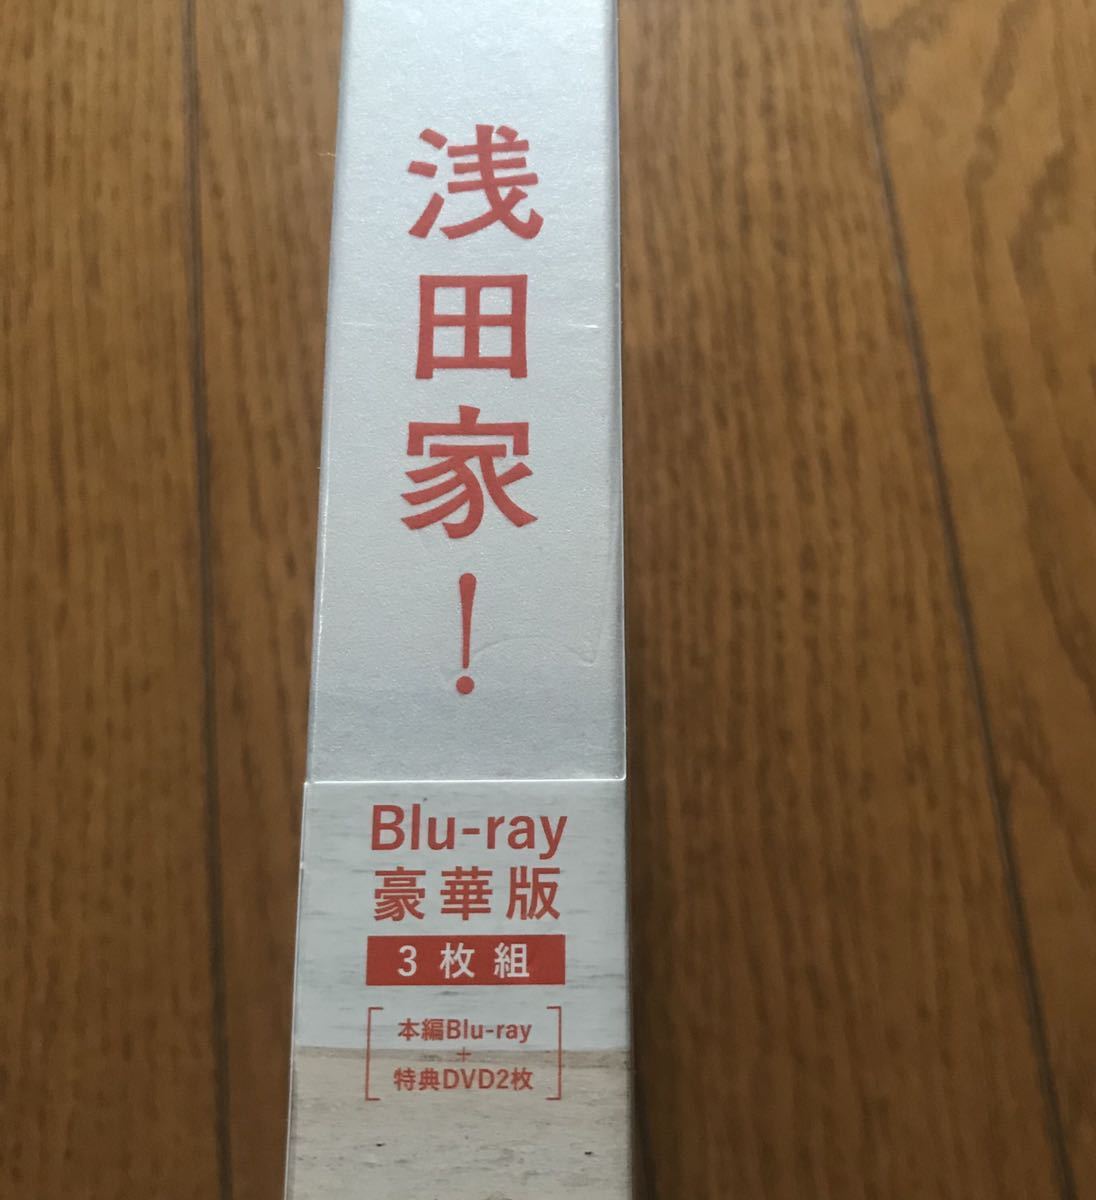 浅田家！
Blu-ray
豪華版
3枚組
本編Blu-ray
+
特典DVD2枚